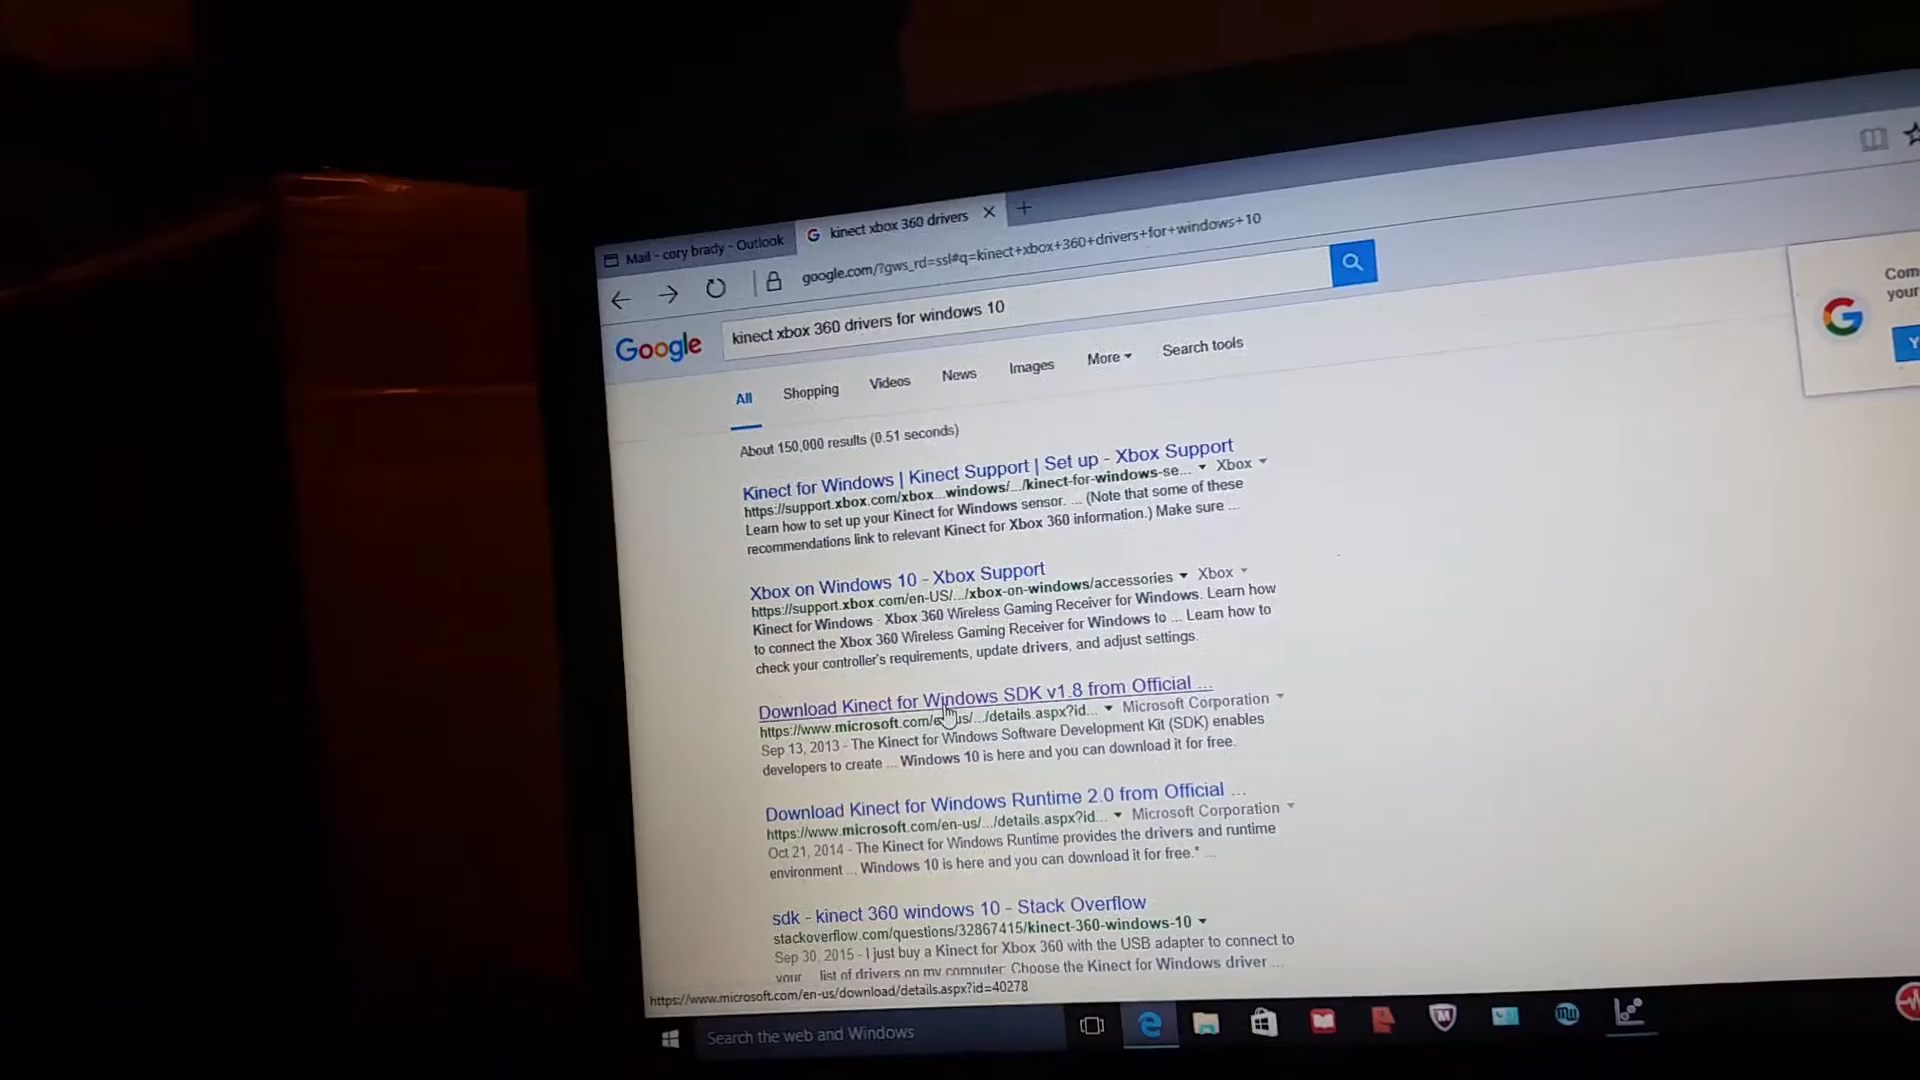 Mail - cory brady - Outlook
kinect xbox 360 drivers
google.com/?gws_rd=ssl#q=kinect+xbox+360+drivers+for+windows+10
Google
kinect xbox 360 drivers for windows 10
Com
your
Y
All Shopping Videos News Images More Search tools
About 150,000 results (0.51 seconds)
Kinect for Windows | Kinect Support | Set up - Xbox Support
https://support.xbox.com/xbox...windows/.../kinect-for-windows-se... Xbox
Learn how to set up your Kinect for Windows sensor. ... (Note that some of these
recommendations link to relevant Kinect for Xbox 360 information.) Make sure ...
Xbox on Windows 10 - Xbox Support
https://support.xbox.com/en-US/.../xbox-on-windows/accessories Xbox
Kinect for Windows · Xbox 360 Wireless Gaming Receiver for Windows. Learn how
to connect the Xbox 360 Wireless Gaming Receiver for Windows to ... Learn how to
check your controller's requirements, update drivers, and adjust settings.
Download Kinect for Windows SDK v1.8 from Official ...
https://www.microsoft.com/en-us/.../details.aspx?id... Microsoft Corporation
Sep 13, 2013 - The Kinect for Windows Software Development Kit (SDK) enables
developers to create ... Windows 10 is here and you can download it for free.
Download Kinect for Windows Runtime 2.0 from Official ...
https://www.microsoft.com/en-us/.../details.aspx?id... Microsoft Corporation
Oct 21, 2014 - The Kinect for Windows Runtime provides the drivers and runtime
environment ... Windows 10 is here and you can download it for free.* ...
sdk - kinect 360 windows 10 - Stack Overflow
stackoverflow.com/questions/32867415/kinect-360-windows-10
Sep 30, 2015 - I just buy a Kinect for Xbox 360 with the USB adapter to connect to
your ... list of drivers on my computer: Choose the Kinect for Windows driver ...
https://www.microsoft.com/en-us/download/details.aspx?id=40278
Search the web and Windows